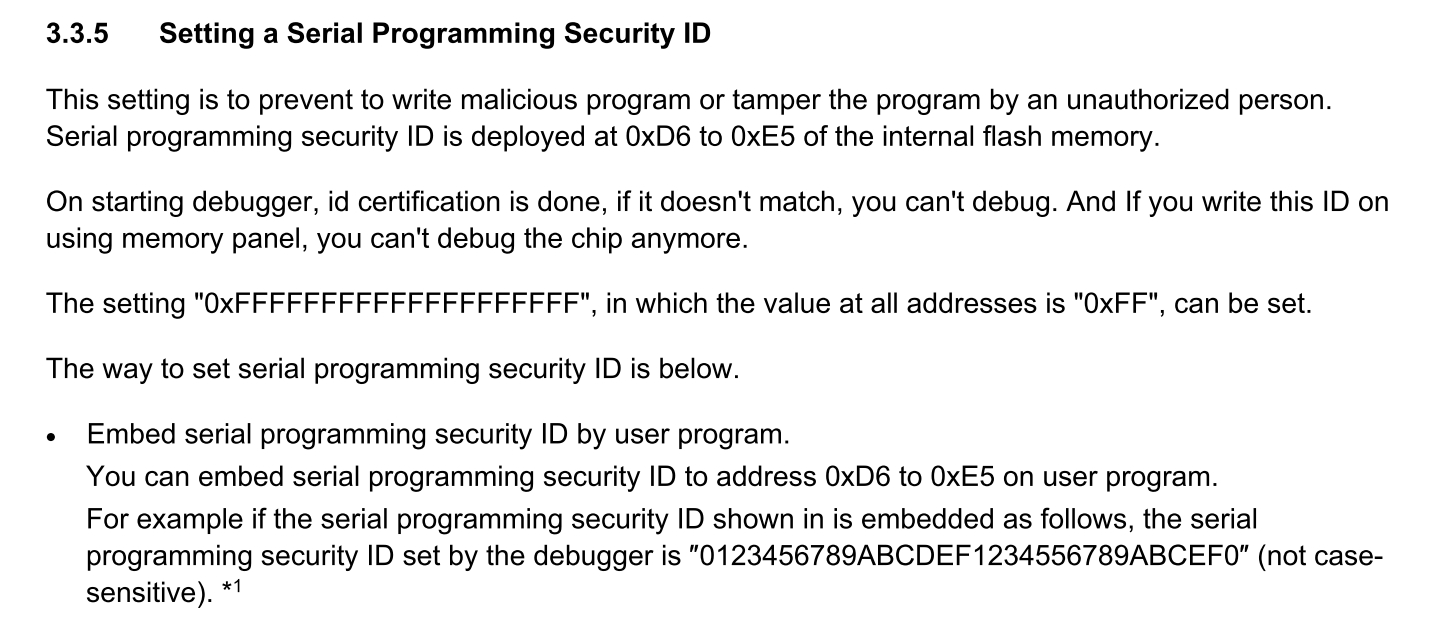 3.3.5 Setting a Serial Programming Security ID
This setting is to prevent to write malicious program or tamper the program by an unauthorized person.
Serial programming security ID is deployed at 0xD6 to 0xE5 of the internal flash memory.
On starting debugger, id certification is done, if it doesn't match, you can't debug. And If you write this ID on
using memory panel, you can't debug the chip anymore.
The setting "0xFFFFFFFFFFFFFFFFFFFF", in which the value at all addresses is "0xFF", can be set.
The way to set serial programming security ID is below.
• Embed serial programming security ID by user program.
You can embed serial programming security ID to address 0xD6 to 0xE5 on user program.
For example if the serial programming security ID shown in is embedded as follows, the serial
programming security ID set by the debugger is "0123456789ABCDEF1234556789ABCEF0" (not case-
sensitive). *1